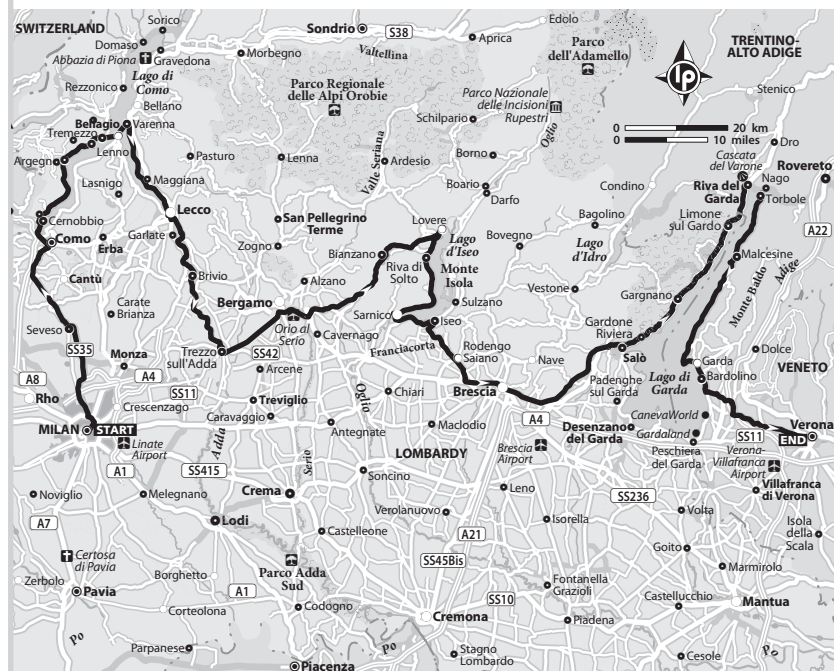 SWITZERLAND
Sorico
Domaso
Abbazia di Piona
Gravedona
Lago di
Como
Rezzonico
Bellano
Bellagio
Varenna
Tremezzo
Lenno
Argegno
Lasnigo
Maggiana
Pasturo
Cernobbio
Lecco
Como
Erba
Garlate
Cantù
Brivio
Carate
Brianza
Seveso
SS35
Monza
Trezzo
sull'Adda
A8
A4
Rho
SS11
Crescenzago
MILAN
START
Linate
Airport
A1
SS415
Noviglio
Melegnano
A7
Lodi
Certosa
di Pavia
Zerbolo
Pavia
Borghetto
A1
Corteolona
Po
Parpanese
Sondrio
S38
Morbegno
Valtellina
Aprica
Edolo
Parco Regionale
delle Alpi Orobie
Parco
dell'Adamello
Parco Nazionale
delle Incisioni
Rupestri
Oglio
Schilpario
Lenna
Valle Seriana
Ardesio
Borno
Boario
Darfo
San Pellegrino
Terme
Zogno
Lovere
Lago
d'Iseo
Bianzano
Riva di
Solto
Monte
Isola
Alzano
Bergamo
Orio al
Serio
Sarnico
Sulzano
Iseo
Cavernago
Franciacorta
Rodengo
Saiano
SS42
Arcene
Treviglio
Caravaggio
Oglio
Chiari
Brescia
Antegnate
Maclodio
Adda
Serio
LOMBARDY
Crema
Soncino
Verolanuovo
Castelleone
Parco Adda
Sud
Codogno
Piacenza
Po
Cremona
Stagno
Lombardo
A21
SS45Bis
SS10
TRENTINO-
ALTO ADIGE
lp
Stenico
0 20 km
0 10 miles
Cascata
del Varone
Dro
Rovereto
Condino
Riva del
Garda
Nago
Torbole
Bagolino
Limone
sul Gardo
A22
Bovegno
Lago
d'Idro
Malcesine
Vestone
Gargnano
Monte Baldo
Adige
Gardone
Riviera
Nave
Salò
Garda
Dolce
Padenghe
sul Garda
Lago di
Garda
Bardolino
VENETO
A4
CanevaWorld
Desenzano
del Garda
Gardaland
SS11
Verona
END
Brescia
Airport
Peschiera
del Garda
Verona-
Villafranca
Airport
Villafranca
di Verona
Leno
SS236
Isorella
Volta
Isola
della
Scala
Goito
Marmirolo
Fontanella
Grazioli
Castellucchio
Mantua
Piadena
Cesole
Po